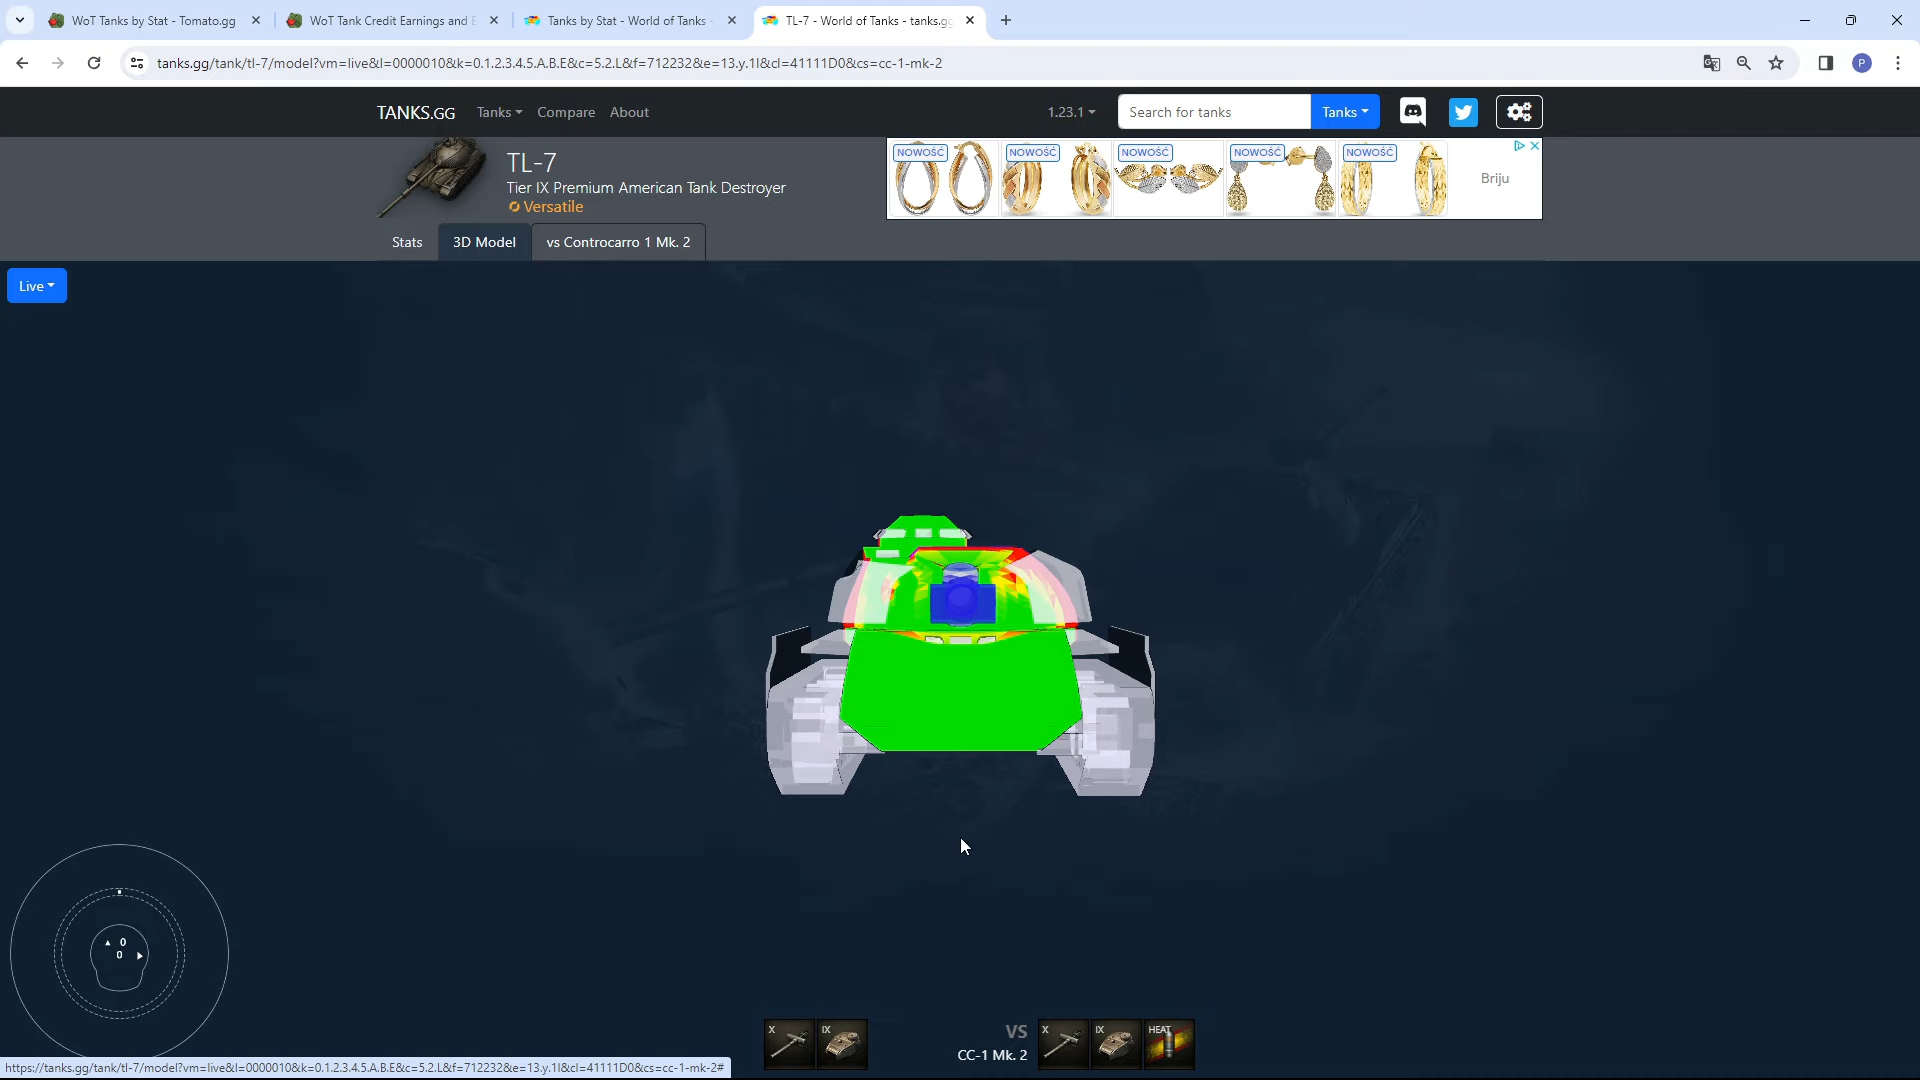 WoT Tanks by Stat - Tomato.gg
WoT Tank Credit Earnings and
Tanks by Stat - World of Tanks -
TL-7 - World of Tanks - tanks.gg
tanks.gg/tank/tl-7/model?vm=live&l=0000010&k=0.1.2.3.4.5.A.B.E&c=5.2.L&f=712232&e=13.y.1l&cl=41111D0&cs=cc-1-mk-2
P
TANKS.GG
Tanks
Compare
About
1.23.1
Search for tanks
Tanks
TL-7
Tier IX Premium American Tank Destroyer
Versatile
NOWOŚĆ
NOWOŚĆ
NOWOŚĆ
NOWOŚĆ
NOWOŚĆ
Briju
Stats
3D Model
vs Controcarro 1 Mk. 2
Live
0
0
X
IX
VS
CC-1 Mk. 2
X
IX
HEAT
https://tanks.gg/tank/tl-7/model?vm=live&l=0000010&k=0.1.2.3.4.5.A.B.E&c=5.2.L&f=712232&e=13.y.1l&cl=41111D0&cs=cc-1-mk-2#